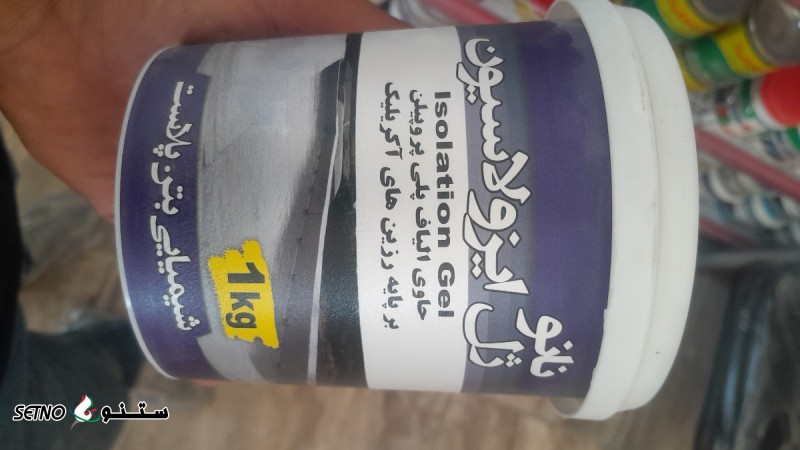 نانو
ژل ایزولاسیون
Isolation Gel
حاوی الیاف پلی پروپیلن
بر پایه رزین های آکریلیک
1kg
شیمیایی بتن پلاست
SETNO ستنو